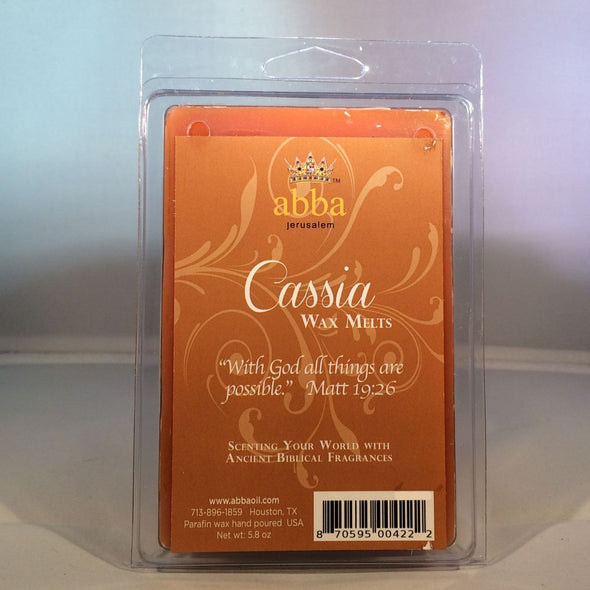 abba™
jerusalem
Cassia
Wax Melts
“With God all things are
possible.” Matt 19:26
Scenting Your World with
Ancient Biblical Fragrances
www.abbaoil.com
713-896-1859 Houston, TX
Parafin wax hand poured USA
Net wt: 5.8 oz
8 70595 00422 2